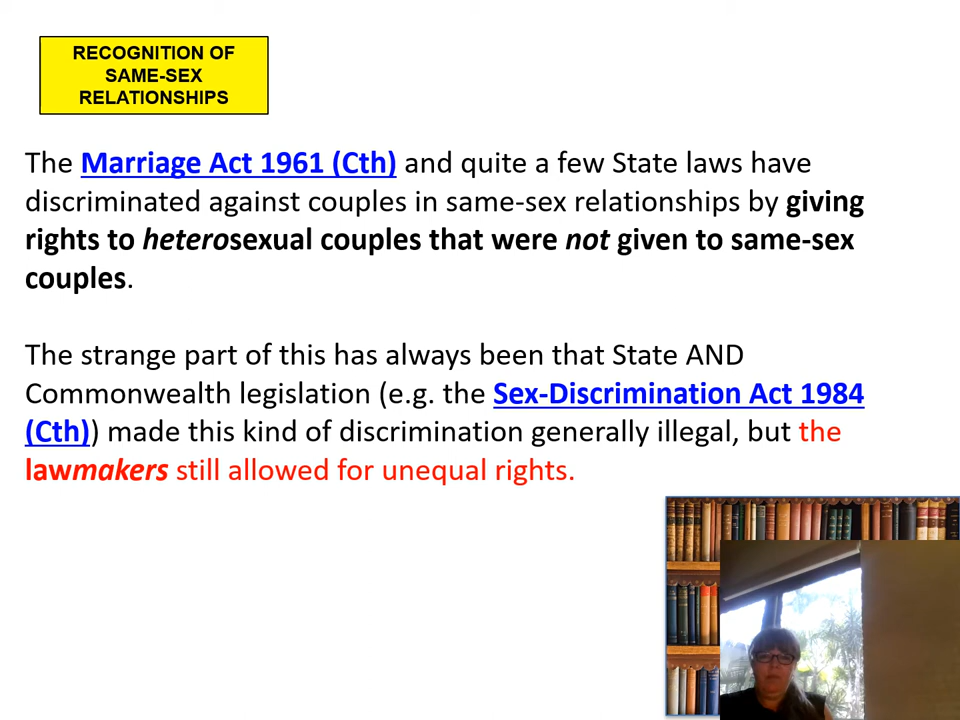 RECOGNITION OF
SAME-SEX
RELATIONSHIPS
The Marriage Act 1961 (Cth) and quite a few State laws have
discriminated against couples in same-sex relationships by giving
rights to heterosexual couples that were not given to same-sex
couples.
The strange part of this has always been that State AND
Commonwealth legislation (e.g. the Sex-Discrimination Act 1984
(Cth)) made this kind of discrimination generally illegal, but the
lawmakers still allowed for unequal rights.